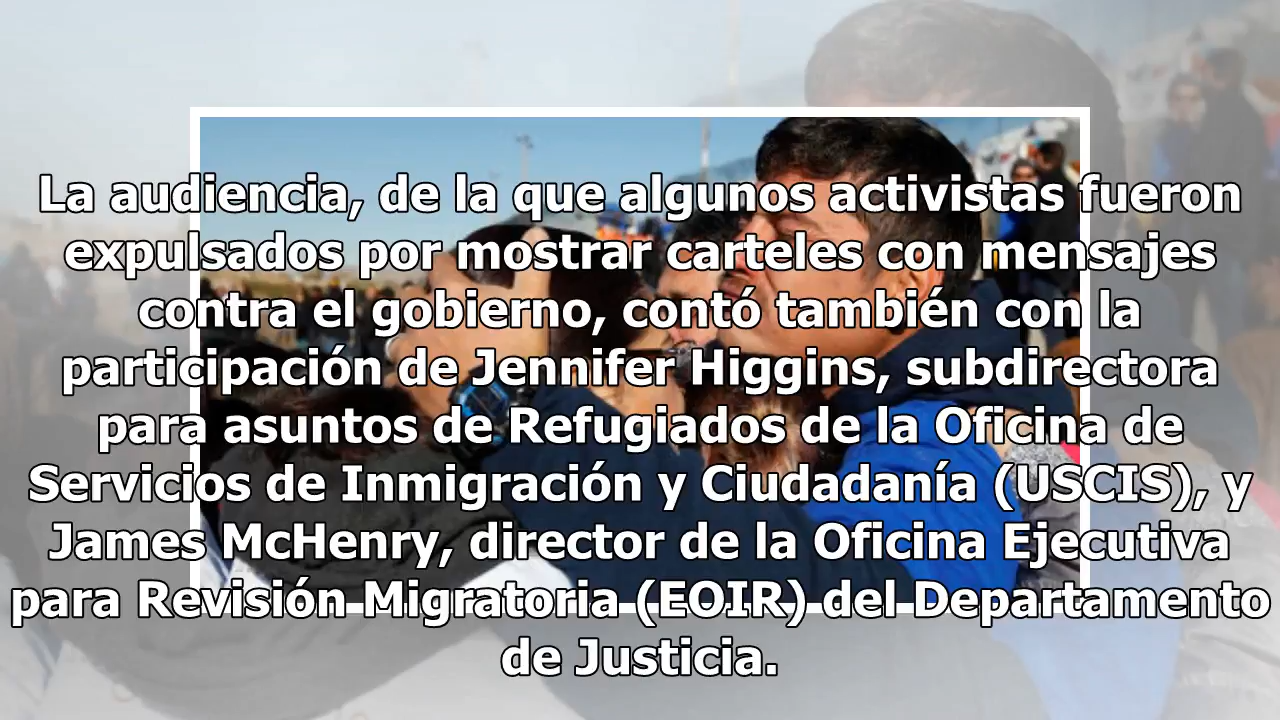 La audiencia, de la que algunos activistas fueron
expulsados por mostrar carteles con mensajes
contra el gobierno, contó también con la
participación de Jennifer Higgins, subdirectora
para asuntos de Refugiados de la Oficina de
Servicios de Inmigración y Ciudadanía (USCIS), y
James McHenry, director de la Oficina Ejecutiva
para Revisión Migratoria (EOIR) del Departamento
de Justicia.